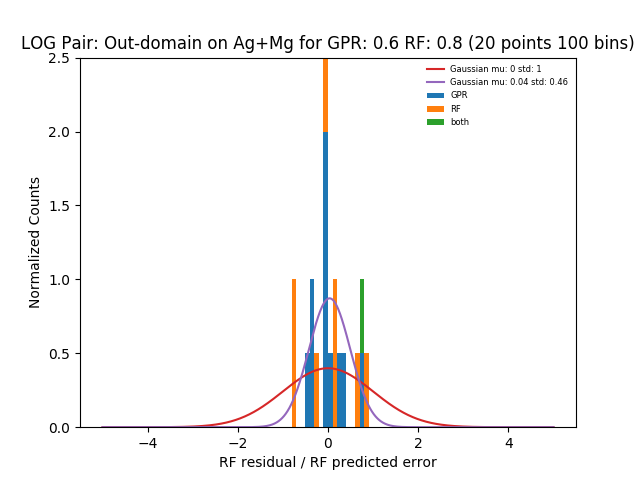 LOG Pair: Out-domain on Ag+Mg for GPR: 0.6 RF: 0.8 (20 points 100 bins)
Gaussian mu: 0 std: 1
Gaussian mu: 0.04 std: 0.46
GPR
RF
both
Normalized Counts
2.5
2.0
1.5
1.0
0.5
0.0
−4
−2
0
2
4
RF residual / RF predicted error